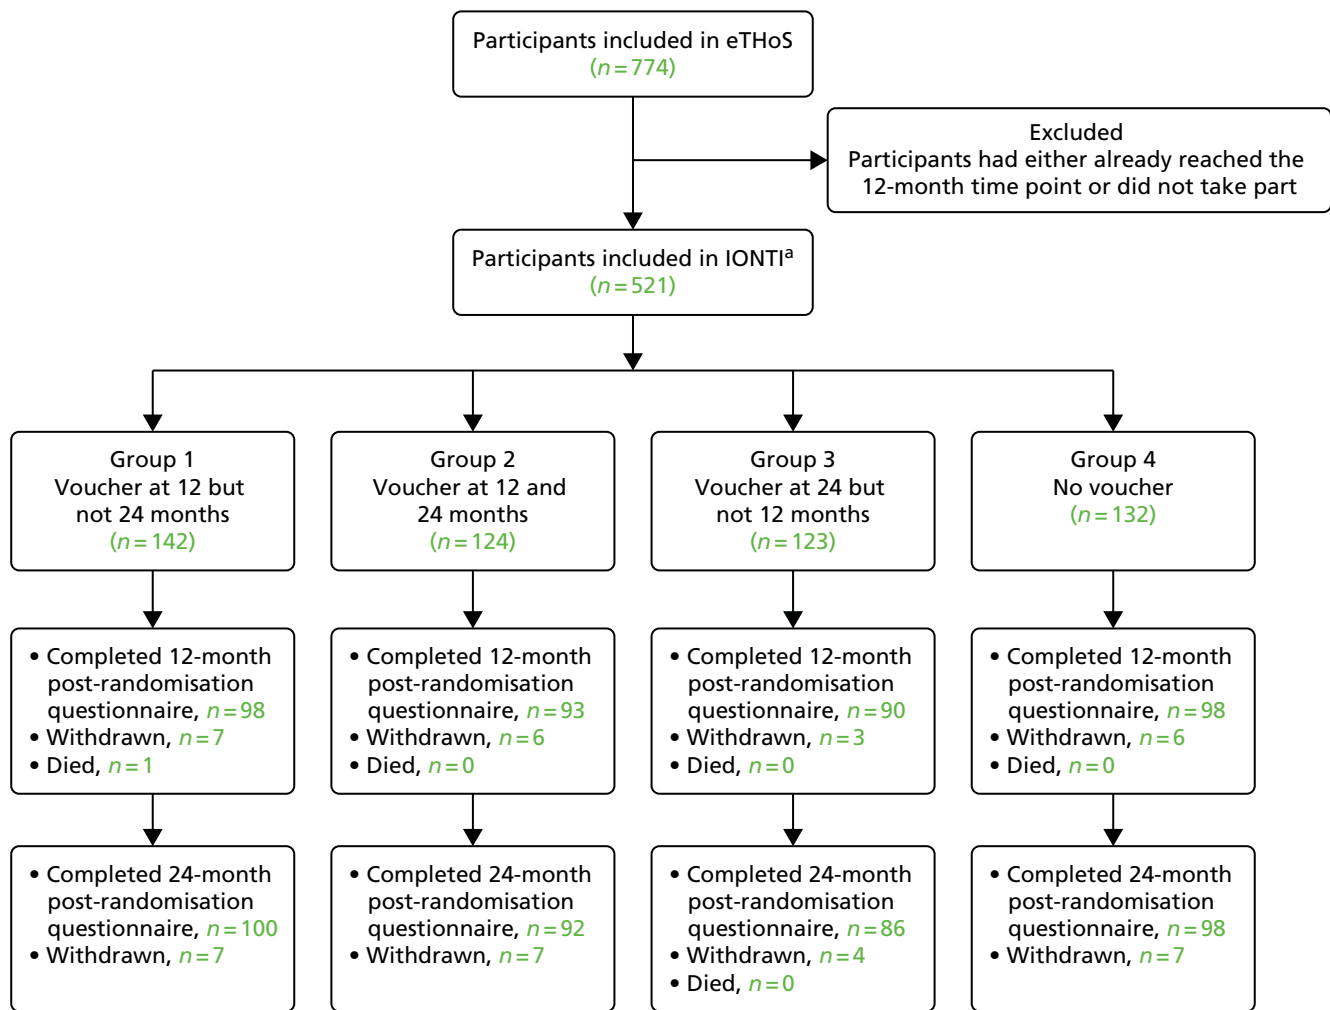 Participants included in eTHoS
(n=774)
Excluded
Participants had either already reached the
12-month time point or did not take part
Participants included in IONTIa
(n=521)
Group 1
Voucher at 12 but
not 24 months
(n=142)
Group 2
Voucher at 12 and
24 months
(n=124)
Group 3
Voucher at 24 but
not 12 months
(n=123)
Group 4
No voucher
(n=132)
• Completed 12-month
post-randomisation
questionnaire, n=98
• Withdrawn, n=7
• Died, n=1
• Completed 12-month
post-randomisation
questionnaire, n=93
• Withdrawn, n=6
• Died, n=0
• Completed 12-month
post-randomisation
questionnaire, n=90
• Withdrawn, n=3
• Died, n=0
• Completed 12-month
post-randomisation
questionnaire, n=98
• Withdrawn, n=6
• Died, n=0
• Completed 24-month
post-randomisation
questionnaire, n=100
• Withdrawn, n=7
• Completed 24-month
post-randomisation
questionnaire, n=92
• Withdrawn, n=7
• Completed 24-month
post-randomisation
questionnaire, n=86
• Withdrawn, n=4
• Died, n=0
• Completed 24-month
post-randomisation
questionnaire, n=98
• Withdrawn, n=7